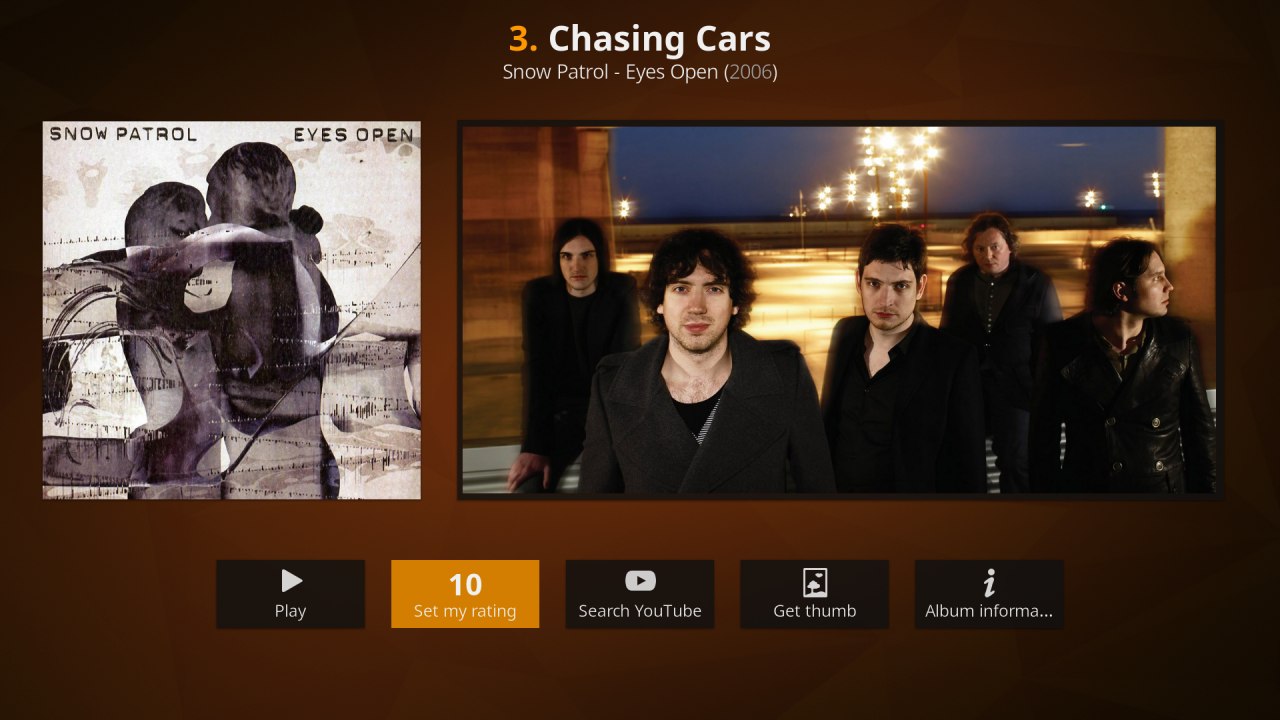 3. Chasing Cars
Snow Patrol - Eyes Open (2006)
SNOW PATROL EYES OPEN
Play
10
Set my rating
Search YouTube
Get thumb
Album informa...